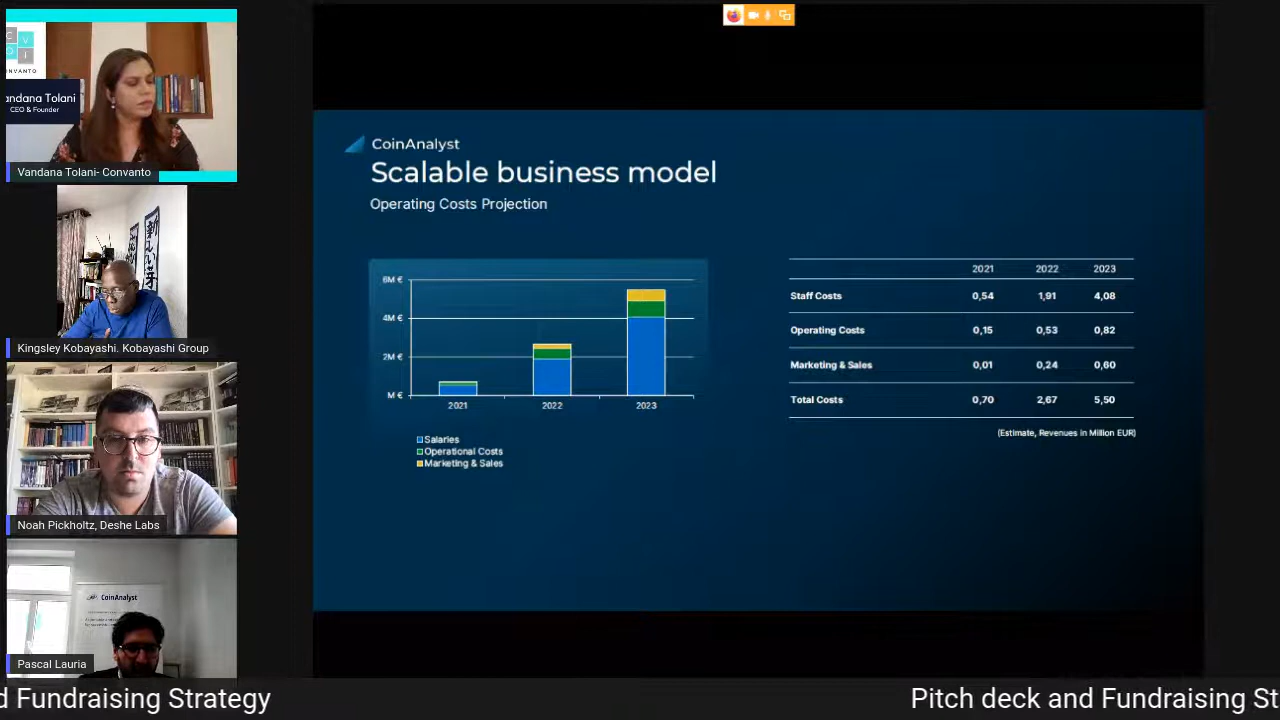 C
V
O
i
NVANTO
andana Tolani
CEO & Founder
Vandana Tolani- Convanto
Kingsley Kobayashi. Kobayashi Group
Noah Pickholtz, Deshe Labs
CoinAnalyst
Pascal Lauria
CoinAnalyst
Scalable business model
Operating Costs Projection
6M €
4M €
2M €
M €
2021 2022 2023
Salaries
Operational Costs
Marketing & Sales
2021 2022 2023
Staff Costs 0,54 1,91 4,08
Operating Costs 0,15 0,53 0,82
Marketing & Sales 0,01 0,24 0,60
Total Costs 0,70 2,67 5,50
(Estimate, Revenues in Million EUR)
d Fundraising Strategy
Pitch deck and Fundraising St